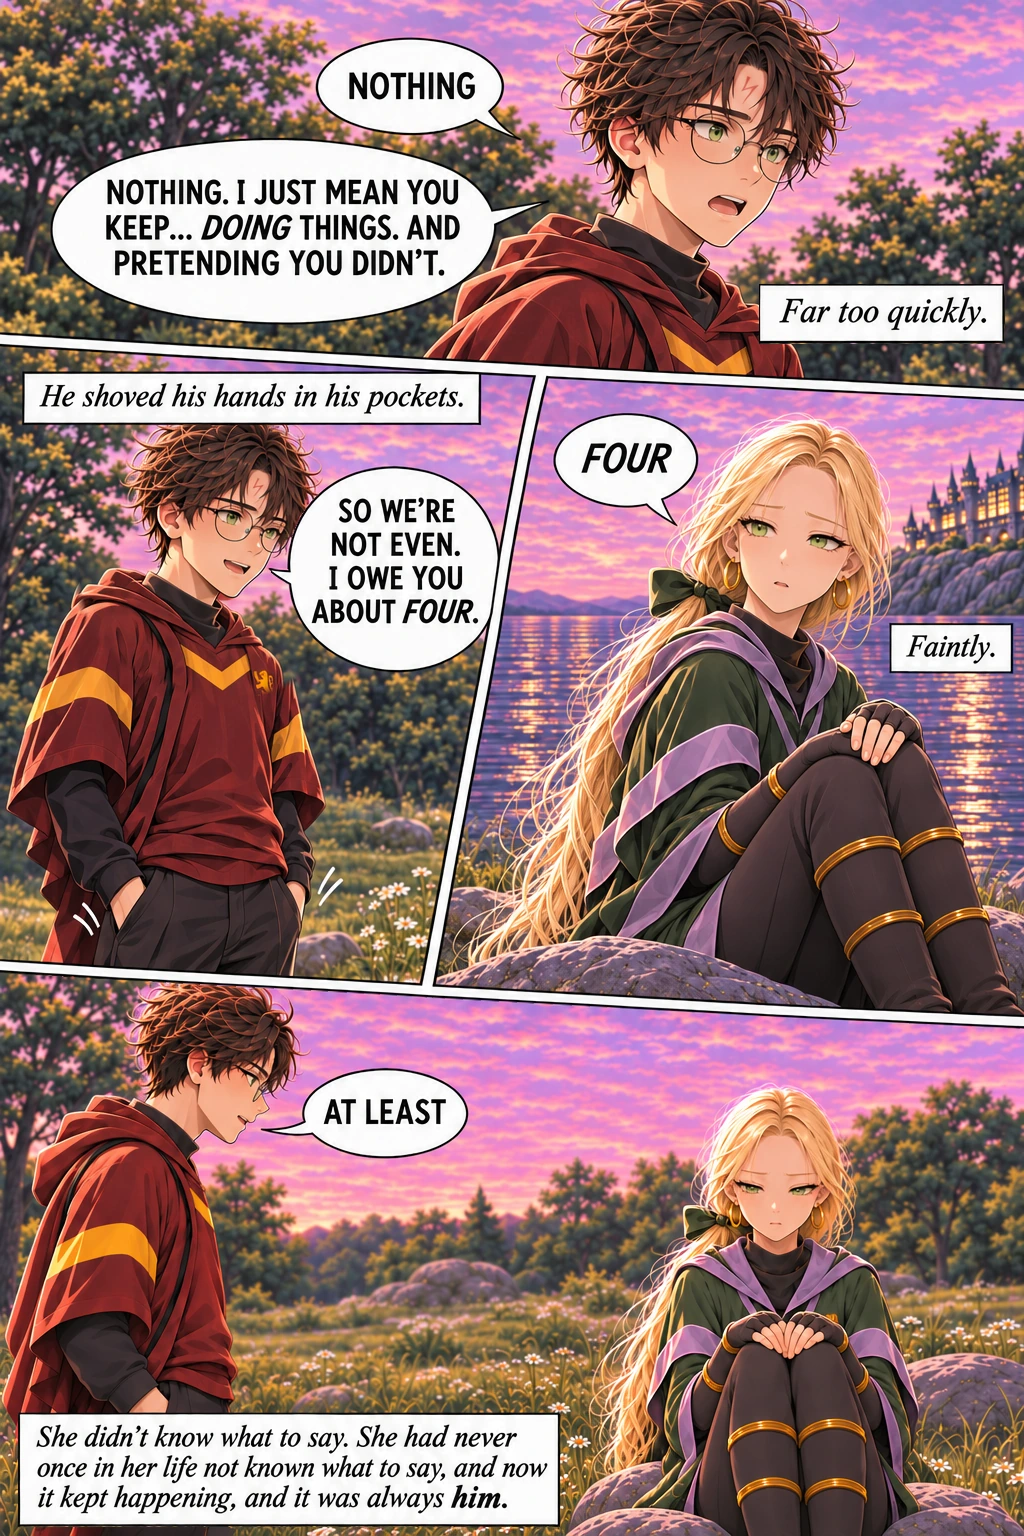 NOTHING
NOTHING. I JUST MEAN YOU
KEEP... DOING THINGS. AND
PRETENDING YOU DIDN'T.
Far too quickly.
He shoved his hands in his pockets.
SO WE'RE
NOT EVEN.
I OWE YOU
ABOUT FOUR.
FOUR
Faintly.
AT LEAST
She didn't know what to say. She had never
once in her life not known what to say, and now
it kept happening, and it was always him.